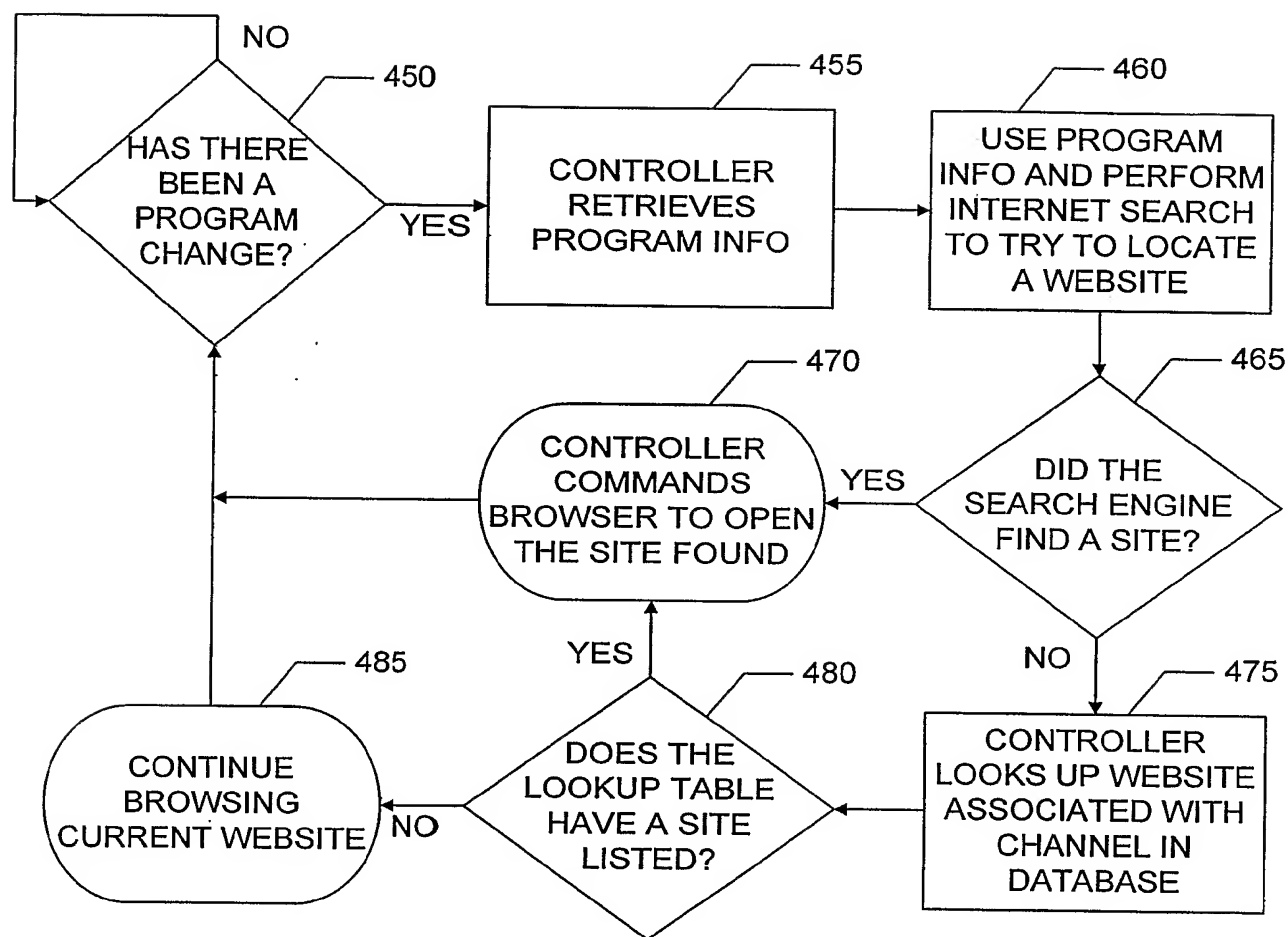 NO
450
HAS THERE
BEEN A
PROGRAM
CHANGE?
YES
455
CONTROLLER
RETRIEVES
PROGRAM INFO
460
USE PROGRAM
INFO AND PERFORM
INTERNET SEARCH
TO TRY TO LOCATE
A WEBSITE
465
DID THE
SEARCH ENGINE
FIND A SITE?
YES
470
CONTROLLER
COMMANDS
BROWSER TO OPEN
THE SITE FOUND
NO
475
CONTROLLER
LOOKS UP WEBSITE
ASSOCIATED WITH
CHANNEL IN
DATABASE
YES
480
DOES THE
LOOKUP TABLE
HAVE A SITE
LISTED?
NO
485
CONTINUE
BROWSING
CURRENT WEBSITE